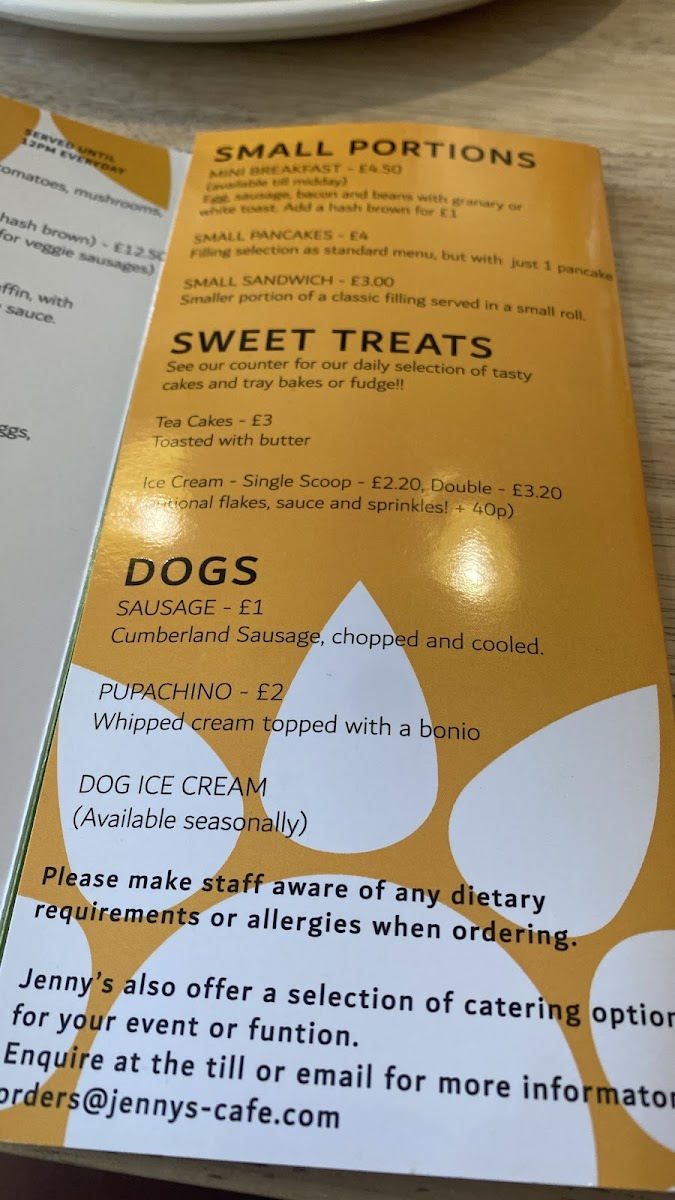 SERVED UNTIL
12PM EVERYDAY
tomatoes, mushrooms,
hash brown) - £12.50
for veggie sausages)
ffin, with
sauce.
ggs,
SMALL PORTIONS
MINI BREAKFAST - £4.50
(available till midday)
Egg, sausage, bacon and beans with granary or
white toast. Add a hash brown for £1
SMALL PANCAKES - £4
Filling selection as standard menu, but with just 1 pancake
SMALL SANDWICH - £3.00
Smaller portion of a classic filling served in a small roll.
SWEET TREATS
See our counter for our daily selection of tasty
cakes and tray bakes or fudge!!
Tea Cakes - £3
Toasted with butter
Ice Cream - Single Scoop - £2.20, Double - £3.20
flakes, sauce and sprinkles! + 40p)
DOGS
SAUSAGE - £1
Cumberland Sausage, chopped and cooled.
PUPACHINO - £2
Whipped cream topped with a bonio
DOG ICE CREAM
(Available seasonally)
Please make staff aware of any dietary
requirements or allergies when ordering.
Jenny's also offer a selection of catering option
for your event or funtion.
Enquire at the till or email for more informaton
orders@jennys-cafe.com